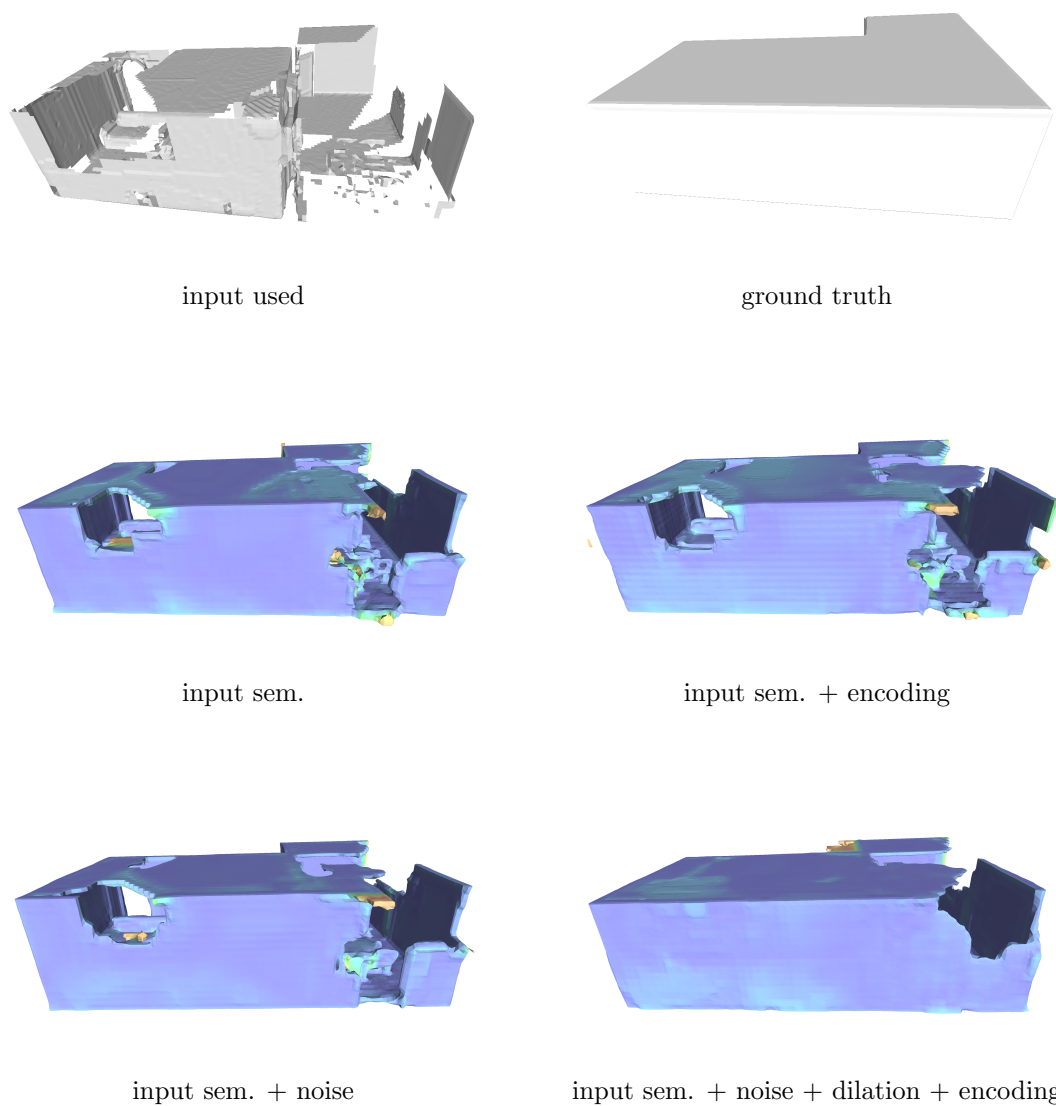 input used
ground truth
input sem.
input sem. + encoding
input sem. + noise
input sem. + noise + dilation + encoding